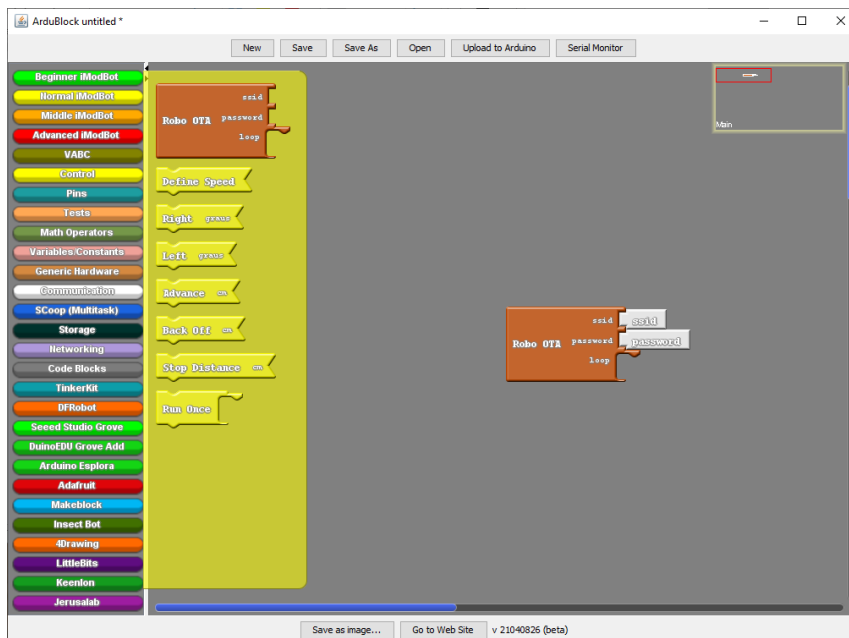 ArduBlock untitled *
New Save Save As Open Upload to Arduino Serial Monitor
Beginner iModBot
Normal iModBot
Middle iModBot
Advanced iModBot
VABC
Control
Pins
Tests
Math Operators
Variables/Constants
Generic Hardware
Communication
SCoop (Multitask)
Storage
Networking
Code Blocks
TinkerKit
DFRobot
Seeed Studio Grove
DuinoEDU Grove Add
Arduino Esplora
Adafruit
Makeblock
Insect Bot
4Drawing
LittleBits
Keenlon
Jerusalab
ssid
Robo OTA password
loop
Define Speed
Right graus
Left graus
Advance cm
Back Off cm
Stop Distance cm
Run Once
Main
ssid ssid
Robo OTA password password
loop
Save as image... Go to Web Site v 21040826 (beta)